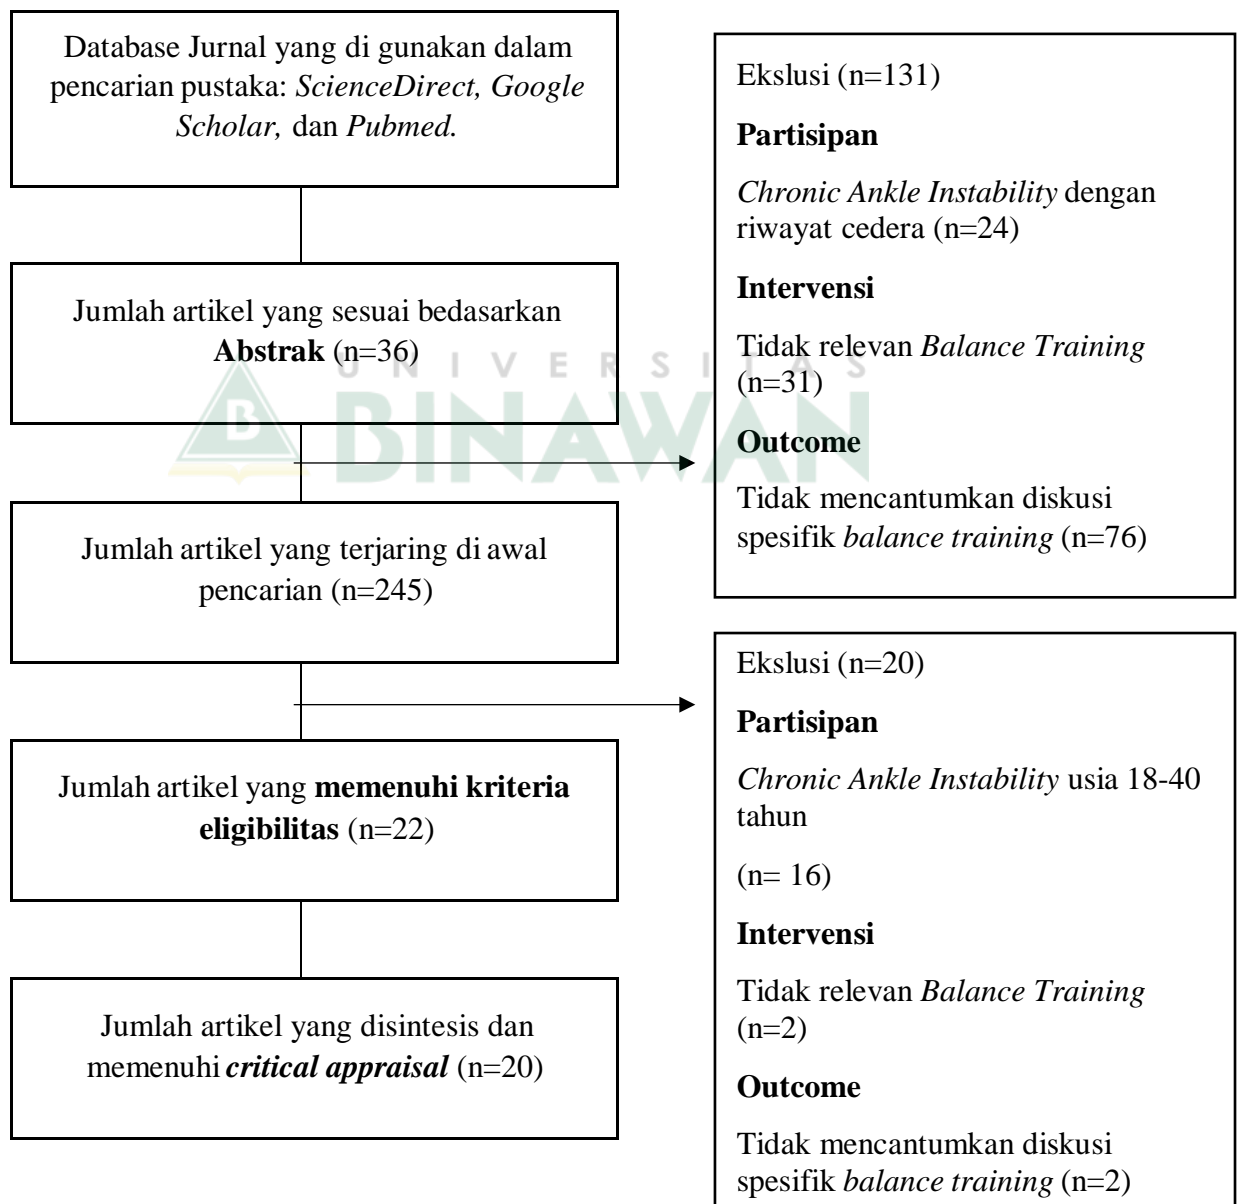 Database Jurnal yang di gunakan dalam
pencarian pustaka: ScienceDirect, Google
Scholar, dan Pubmed.
Jumlah artikel yang sesuai bedasarkan
Abstrak (n=36)
Jumlah artikel yang terjaring di awal
pencarian (n=245)
Jumlah artikel yang memenuhi kriteria
eligibilitas (n=22)
Jumlah artikel yang disintesis dan
memenuhi critical appraisal (n=20)
Ekslusi (n=131)
Partisipan
Chronic Ankle Instability dengan
riwayat cedera (n=24)
Intervensi
Tidak relevan Balance Training
(n=31)
Outcome
Tidak mencantumkan diskusi
spesifik balance training (n=76)
Ekslusi (n=20)
Partisipan
Chronic Ankle Instability usia 18-40
tahun
(n= 16)
Intervensi
Tidak relevan Balance Training
(n=2)
Outcome
Tidak mencantumkan diskusi
spesifik balance training (n=2)
UNIVERSITAS
B BINAWAN